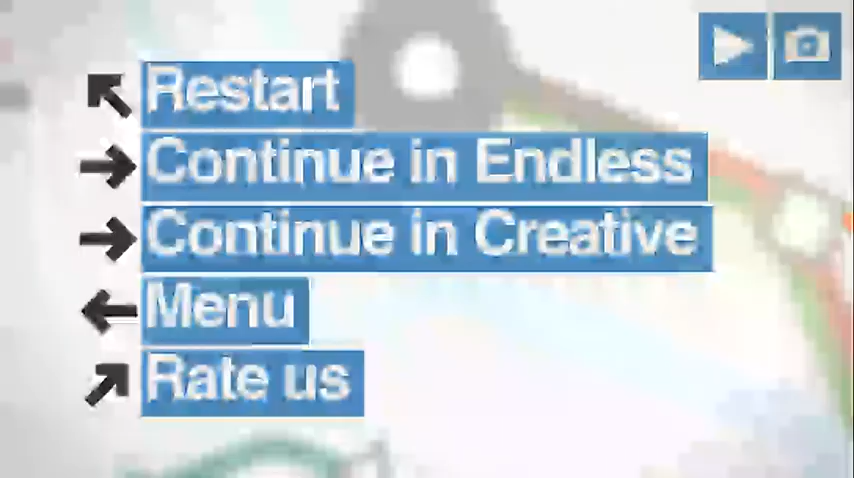 Restart
Continue in Endless
Continue in Creative
Menu
Rate us